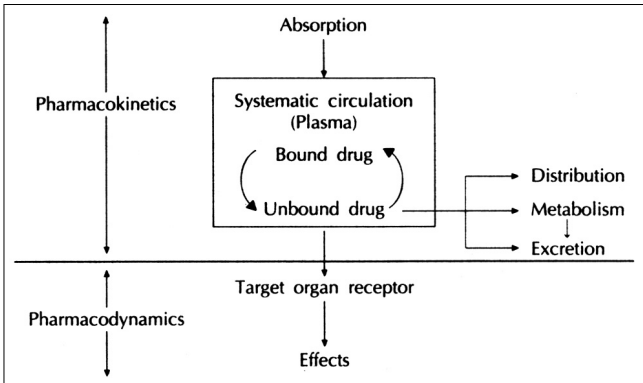 Absorption
Pharmacokinetics
Systematic circulation
(Plasma)
Bound drug
Unbound drug
Distribution
Metabolism
Excretion
Target organ receptor
Pharmacodynamics
Effects